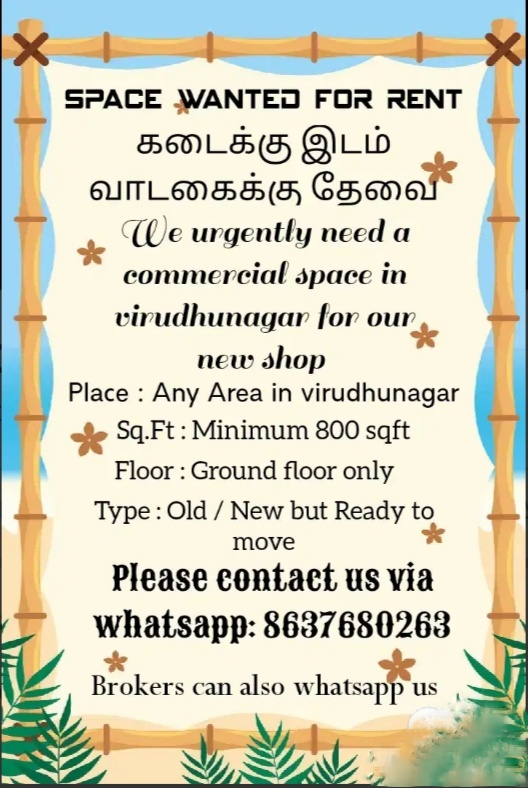 SPACE WANTED FOR RENT
கடைக்கு இடம்
வாடகைக்கு தேவை
We urgently need a
commercial space in
virudhunagar for our
new shop
Place : Any Area in virudhunagar
Sq.Ft : Minimum 800 sqft
Floor : Ground floor only
Type : Old / New but Ready to
move
Please contact us via
whatsapp: 8637680263
Brokers can also whatsapp us